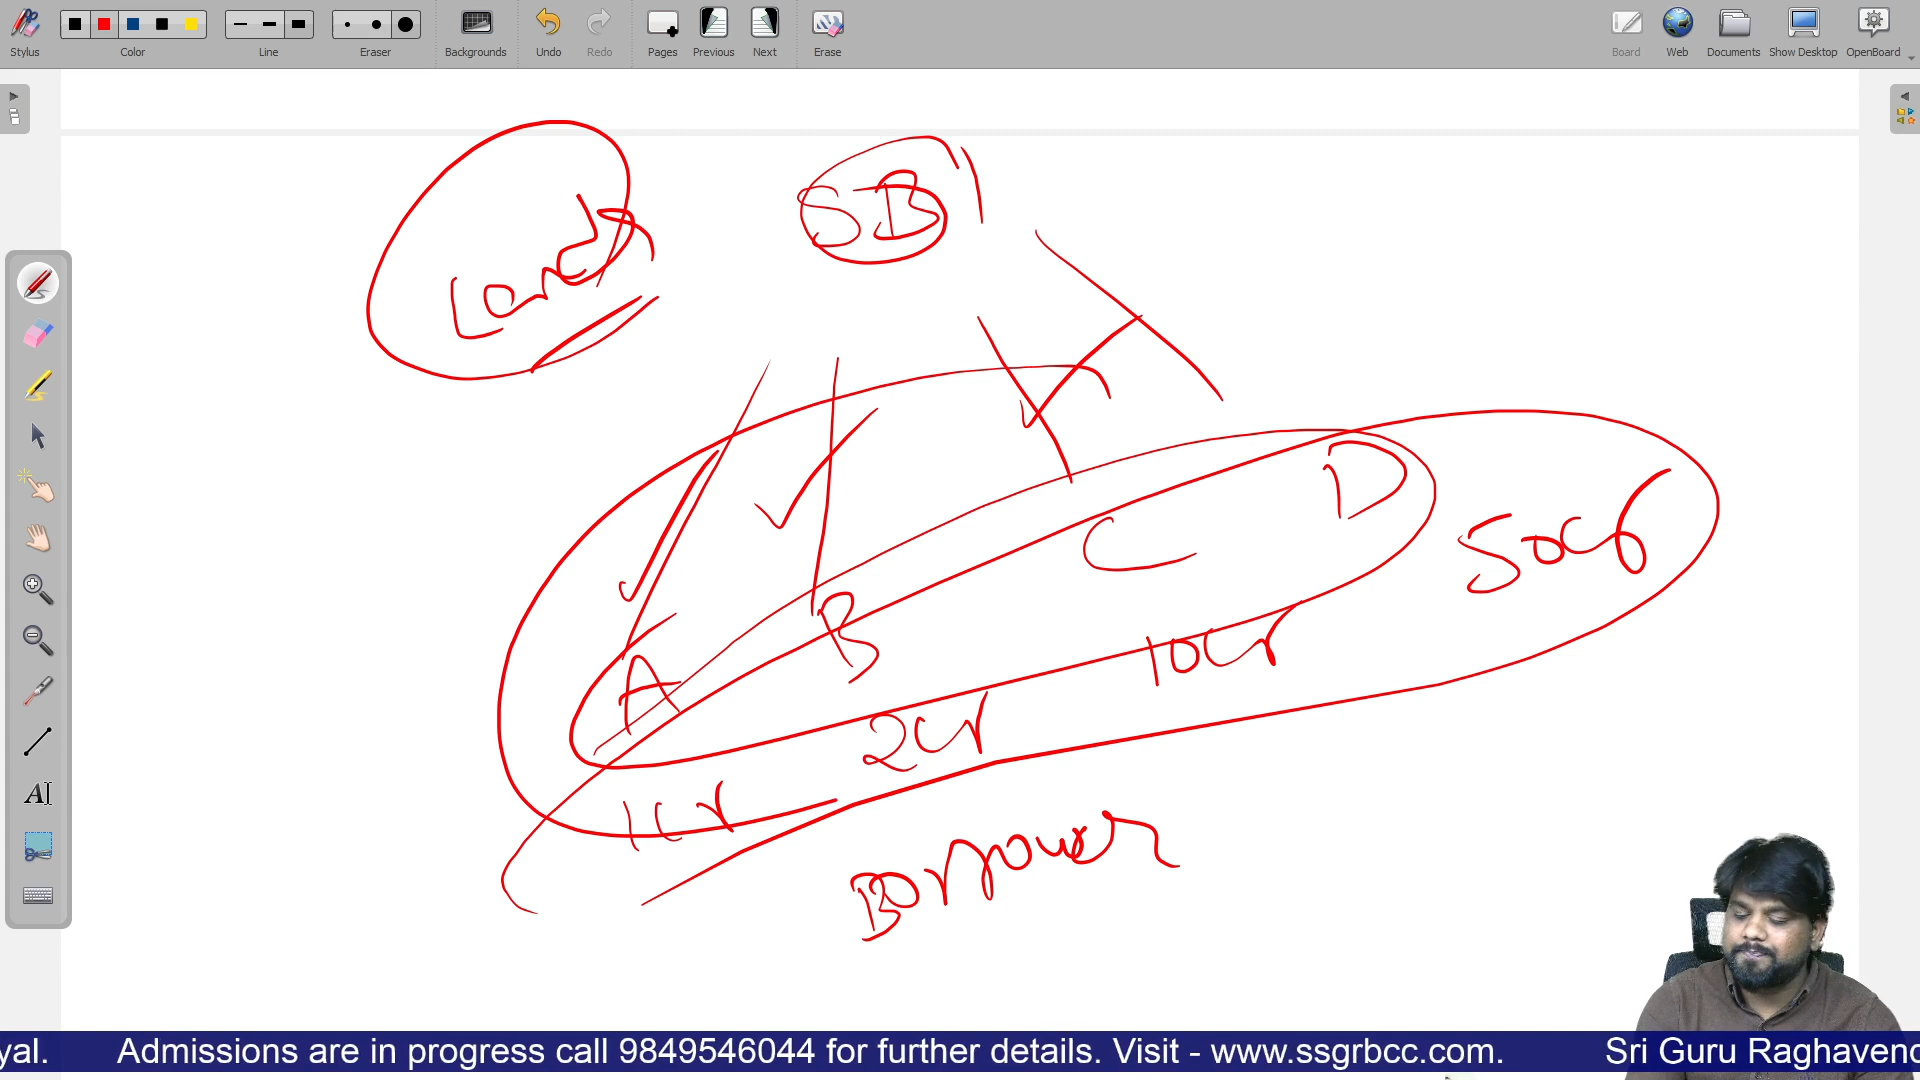 Stylus Color Line Eraser Backgrounds Undo Redo Pages Previous Next Erase Board Web Documents Show Desktop OpenBoard
SBI
A
B
C
D
1cr
2cr
10cr
50cr
Borrower
yal. Admissions are in progress call 9849546044 for further details. Visit - www.ssgrbcc.com. Sri Guru Raghavend